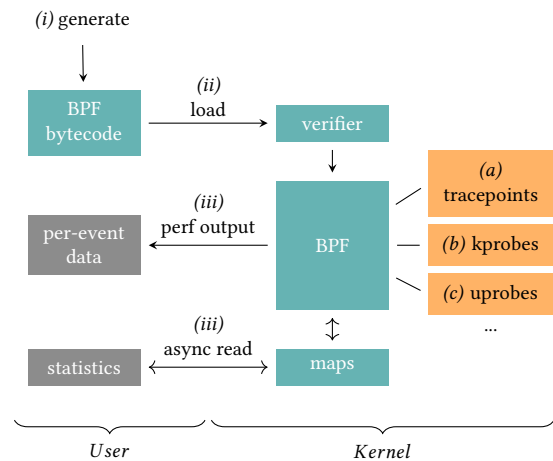 (i) generate
(ii)
load
BPF
bytecode
verifier
(a)
tracepoints
(iii)
perf output
per-event
data
BPF
(b) kprobes
(c) uprobes
...
(iii)
async read
statistics
maps
User
Kernel